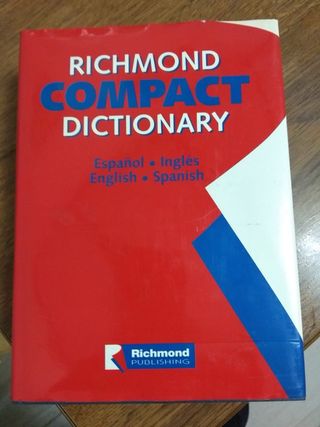 RICHMOND
COMPACT
DICTIONARY
Español • Inglés
English • Spanish
Richmond
PUBLISHING